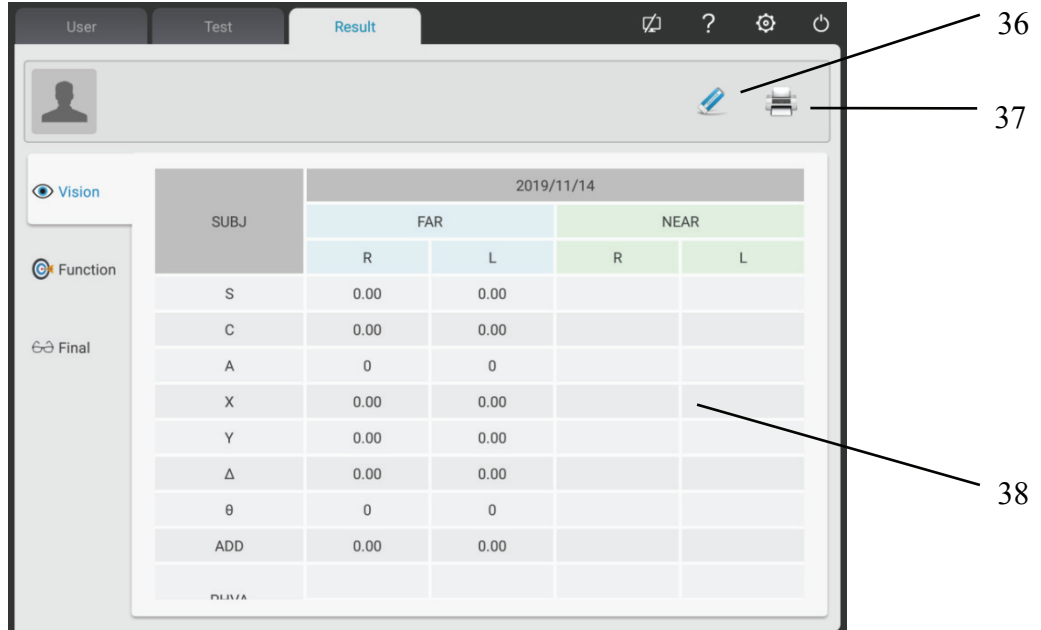 User Test Result ?
36
37
Vision
Function
Final
SUBJ 2019/11/14
FAR NEAR
R L R L
S 0.00 0.00
C 0.00 0.00
A 0 0
X 0.00 0.00
Y 0.00 0.00
Δ 0.00 0.00
θ 0 0
ADD 0.00 0.00
38